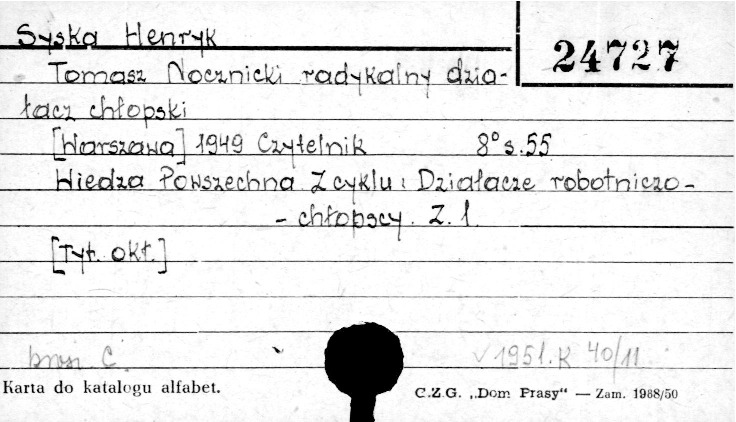 Syska Henryk
24727
Tomasz Nocznicki radykalny dzia-
łacz chłopski
[Warszawa] 1949 Czytelnik 8° s. 55
Wiedza Powszechna Z cyklu: Działacze robotniczo-
- chłopscy. Z. 1.
[Tyt. okł.]
brosz. C. √1951.K 40/11
Karta do katalogu alfabet.
C.Z.G. „Dom Prasy“ — Zam. 1988/50